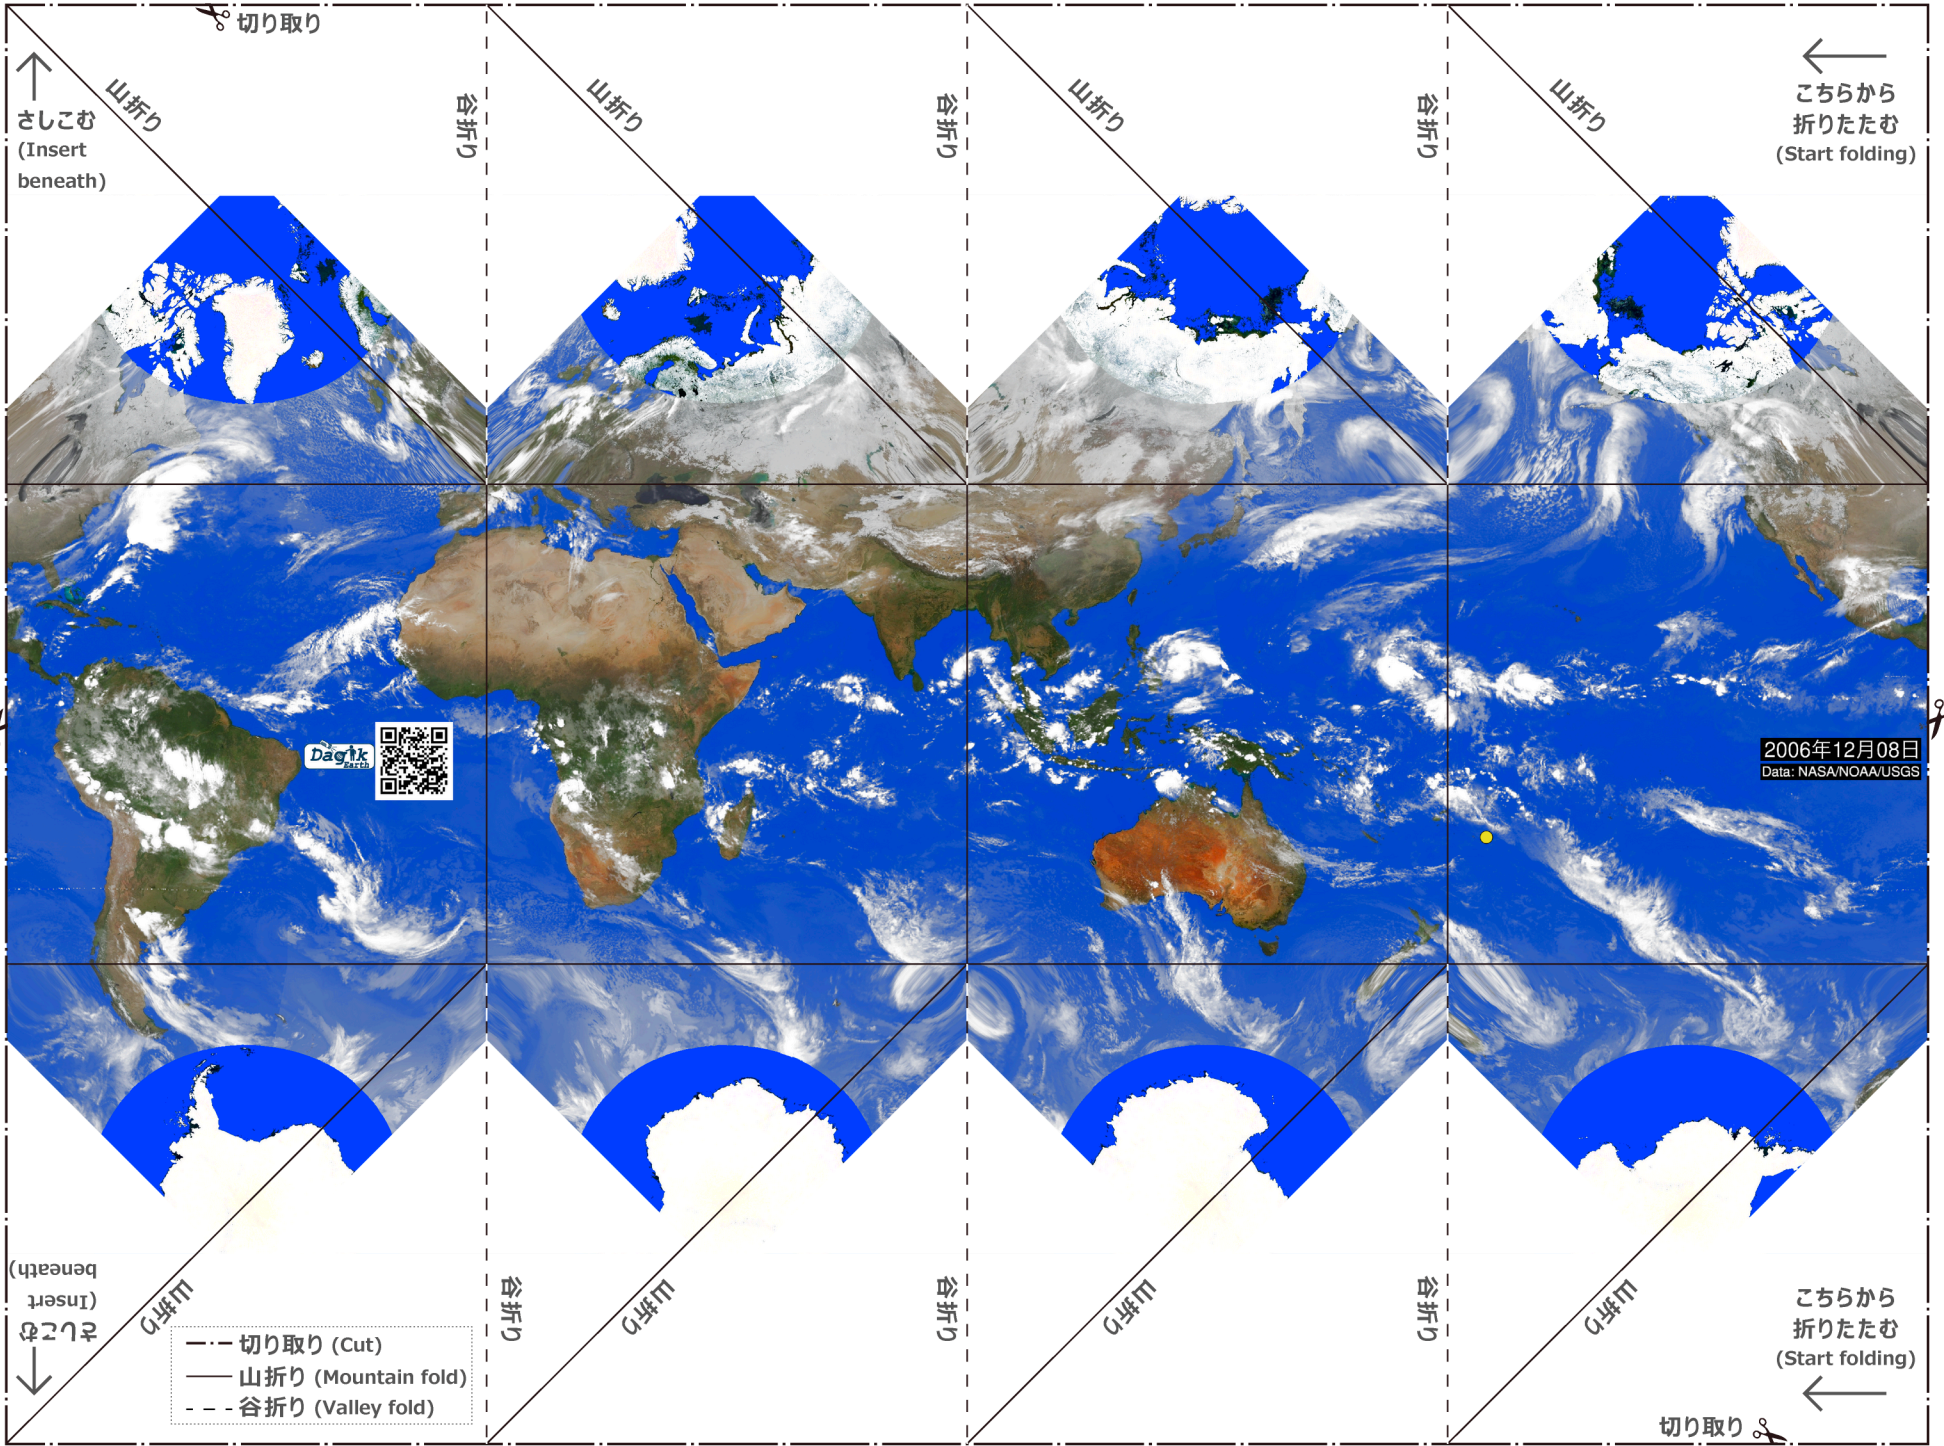 切り取り
山折り
谷折り
山折り
谷折り
山折り
谷折り
山折り
さしこむ
(Insert
beneath)
こちらから
折りたたむ
(Start folding)
Dagik
Earth
2006年12月08日
Data: NASA/NOAA/USGS
さしこむ
(Insert
beneath)
山折り
谷折り
山折り
谷折り
山折り
谷折り
山折り
こちらから
折りたたむ
(Start folding)
切り取り (Cut)
山折り (Mountain fold)
谷折り (Valley fold)
切り取り